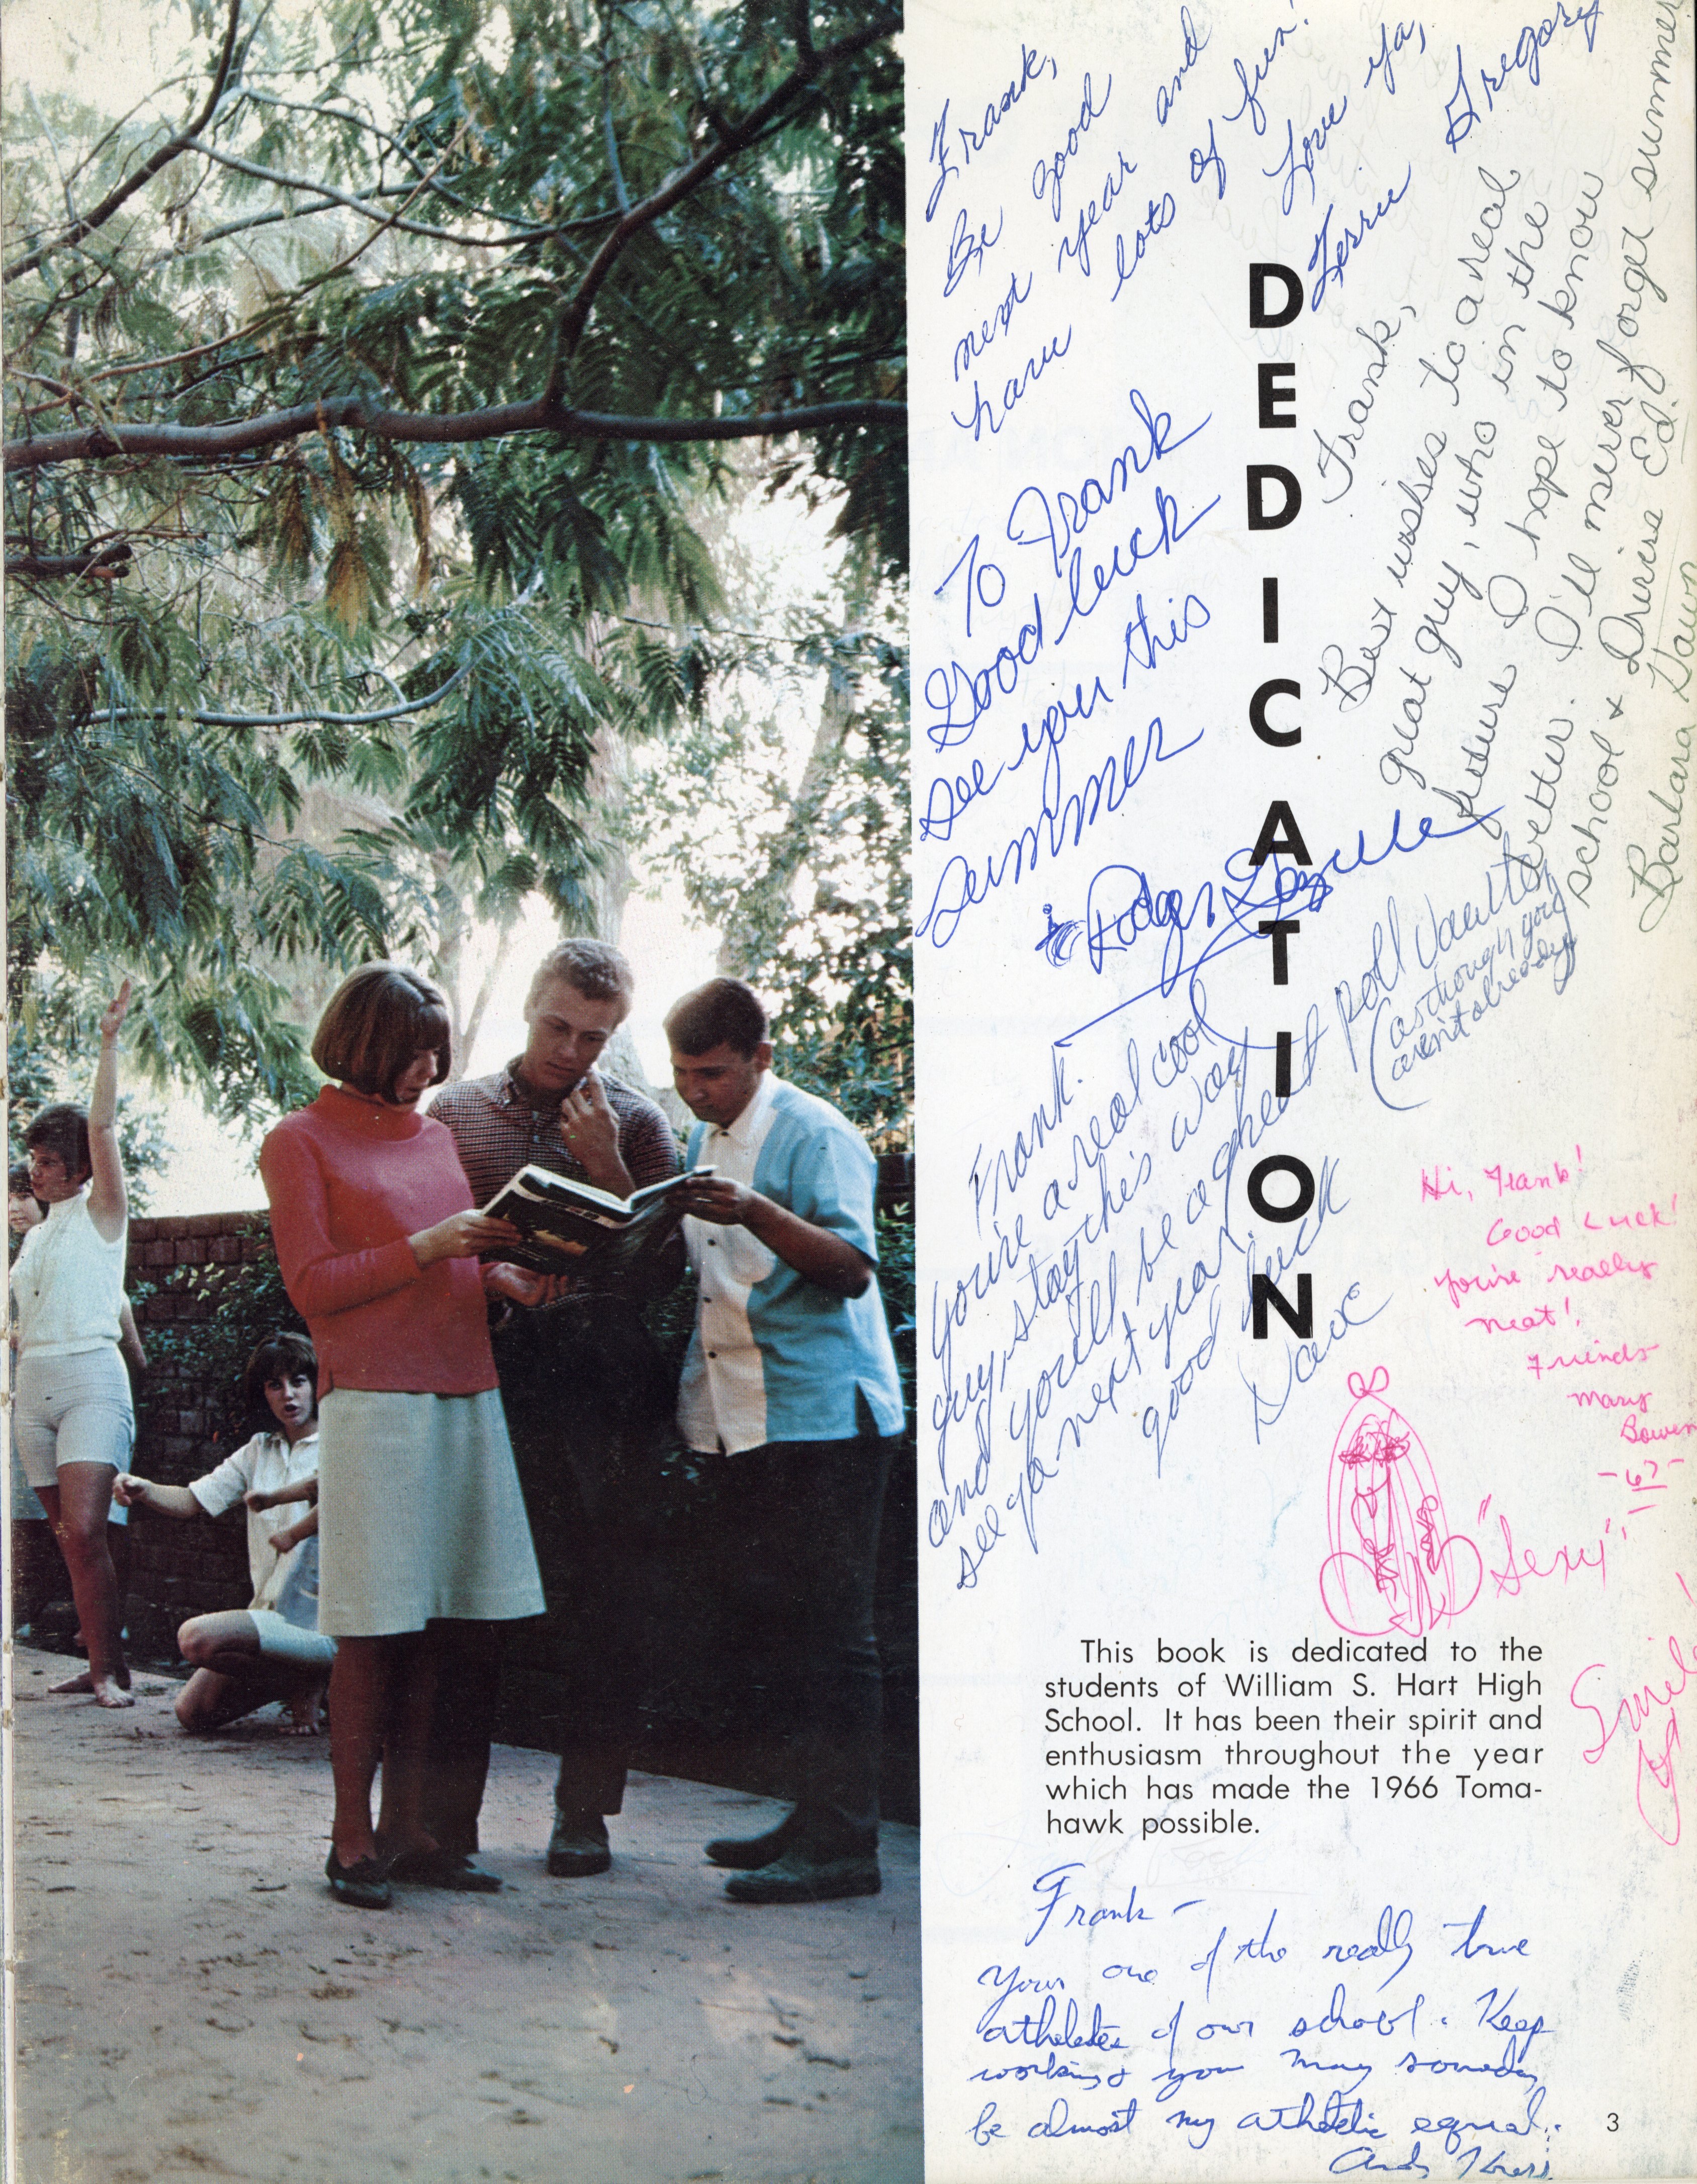 Frank,
Be good
next year and
have lots of fun!
Love ya,
Terrie Gregory
To Frank
Good luck
see you this
summer
Frank,
Best wishes to a real
great guy, who in the
future I hope to know
better. I'll never forget summer
school & Driver Ed.
Barbara
DEDICATION
Frank.
You're a real cool
guy, stay this way
and you'll be a great poll vaulter
(as though you
aren't already)
see ya next year.
good luck
Dave
Hi, Frank!
Good Luck!
You're really
neat!
Friends
Mary
Bowen
-67-
"Sexy"
Smile
This book is dedicated to the
students of William S. Hart High
School. It has been their spirit and
enthusiasm throughout the year
which has made the 1966 Toma-
hawk possible.
Frank -
Your one of the really true
atheletes of our school. Keep
working & you may someday
be almost my athletic equal.
Andy
3